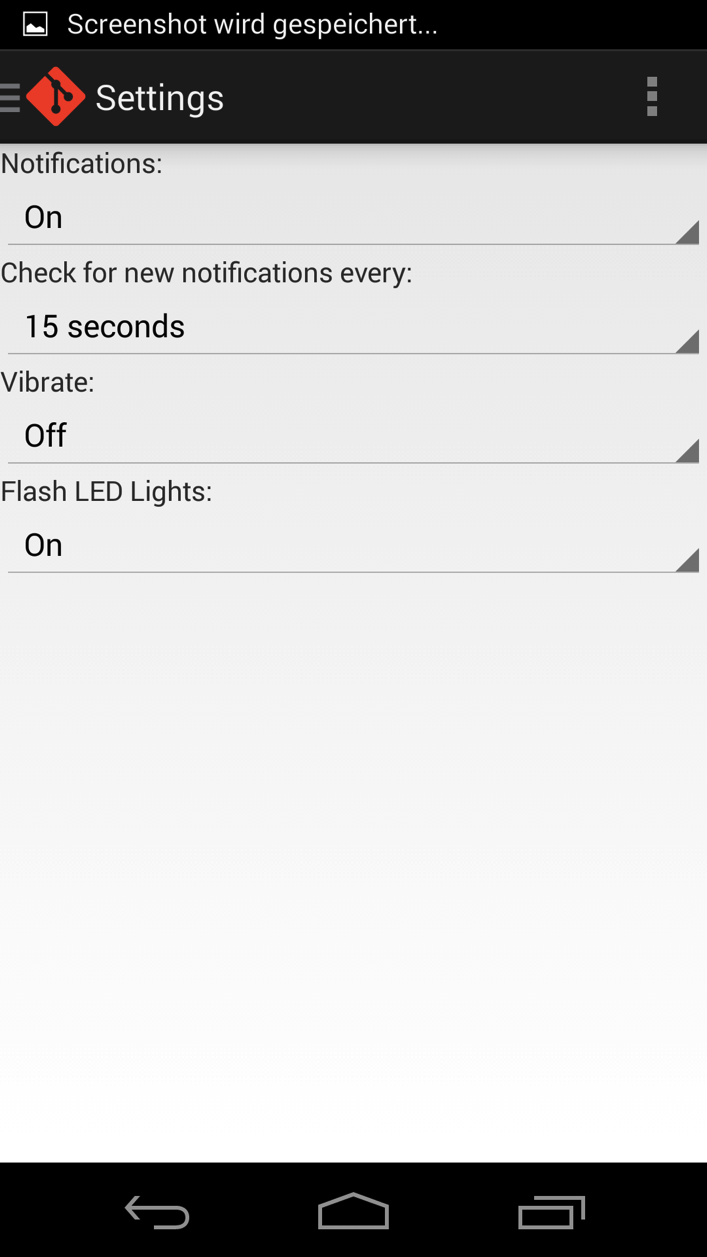 Screenshot wird gespeichert...
Settings
Notifications:
On
Check for new notifications every:
15 seconds
Vibrate:
Off
Flash LED Lights:
On